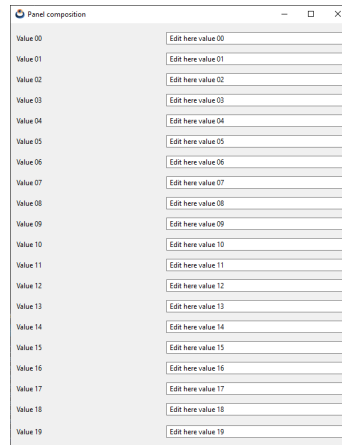 Panel composition
Value 00 Edit here value 00
Value 01 Edit here value 01
Value 02 Edit here value 02
Value 03 Edit here value 03
Value 04 Edit here value 04
Value 05 Edit here value 05
Value 06 Edit here value 06
Value 07 Edit here value 07
Value 08 Edit here value 08
Value 09 Edit here value 09
Value 10 Edit here value 10
Value 11 Edit here value 11
Value 12 Edit here value 12
Value 13 Edit here value 13
Value 14 Edit here value 14
Value 15 Edit here value 15
Value 16 Edit here value 16
Value 17 Edit here value 17
Value 18 Edit here value 18
Value 19 Edit here value 19